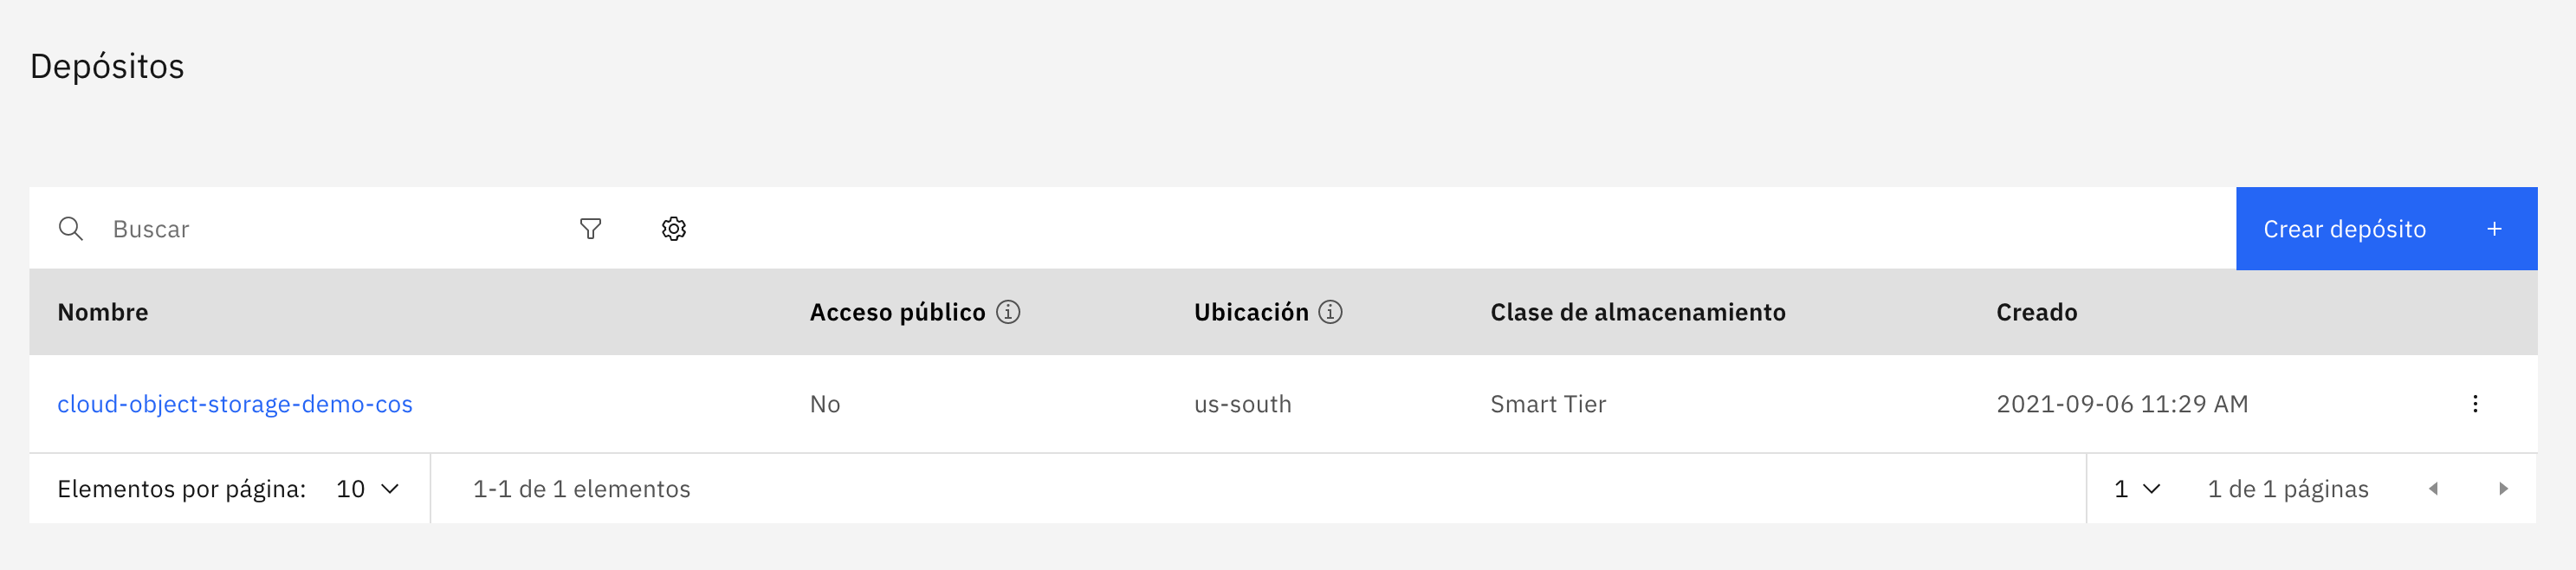 Depósitos
Buscar
Crear depósito +
Nombre Acceso público Ubicación Clase de almacenamiento Creado
cloud-object-storage-demo-cos No us-south Smart Tier 2021-09-06 11:29 AM
Elementos por página: 10 1-1 de 1 elementos 1 1 de 1 páginas